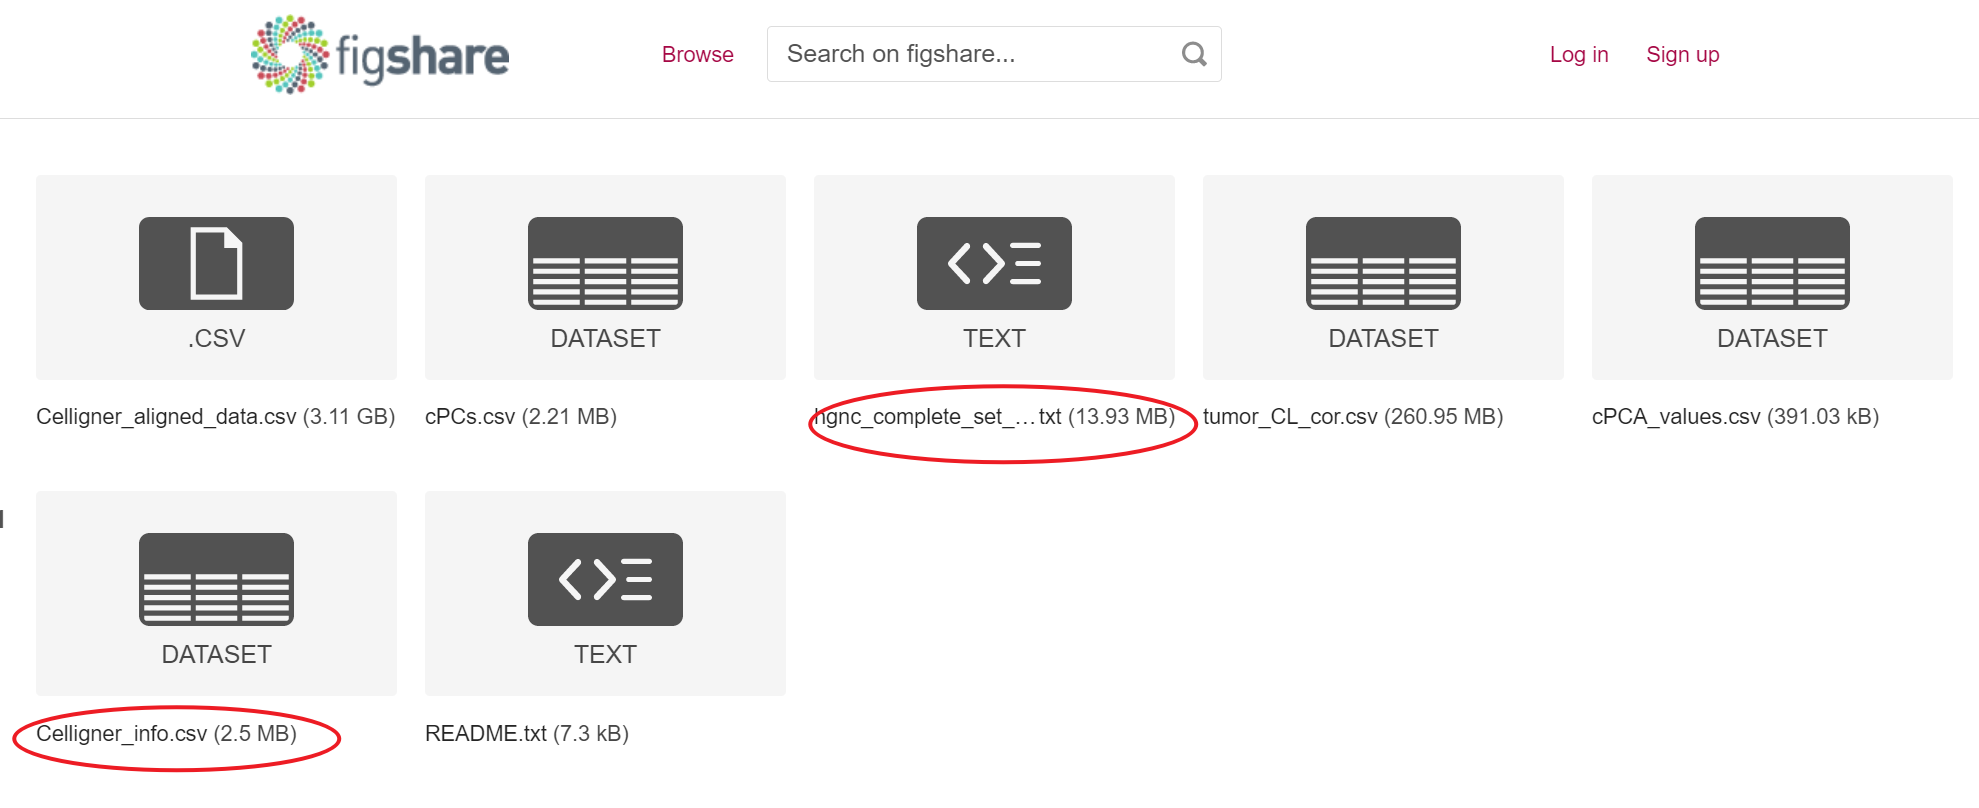 figshare
Browse
Search on figshare...
Log in
Sign up
.CSV
DATASET
TEXT
DATASET
DATASET
Celligner_aligned_data.csv (3.11 GB)
cPCs.csv (2.21 MB)
hgnc_complete_set_... txt (13.93 MB)
tumor_CL_cor.csv (260.95 MB)
cPCA_values.csv (391.03 kB)
DATASET
TEXT
Celligner_info.csv (2.5 MB)
README.txt (7.3 kB)